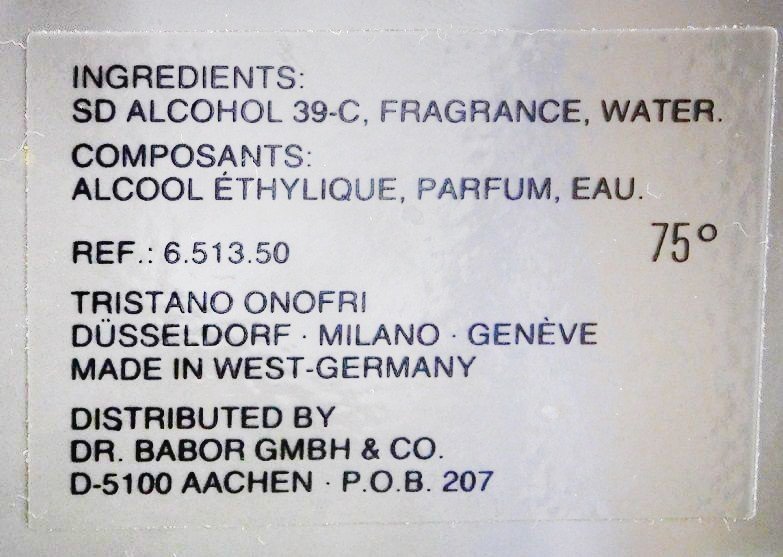 INGREDIENTS:
SD ALCOHOL 39-C, FRAGRANCE, WATER.
COMPOSANTS:
ALCOOL ÉTHYLIQUE, PARFUM, EAU.
REF.: 6.513.50 75°
TRISTANO ONOFRI
DÜSSELDORF · MILANO · GENÈVE
MADE IN WEST-GERMANY
DISTRIBUTED BY
DR. BABOR GMBH & CO.
D-5100 AACHEN · P.O.B. 207